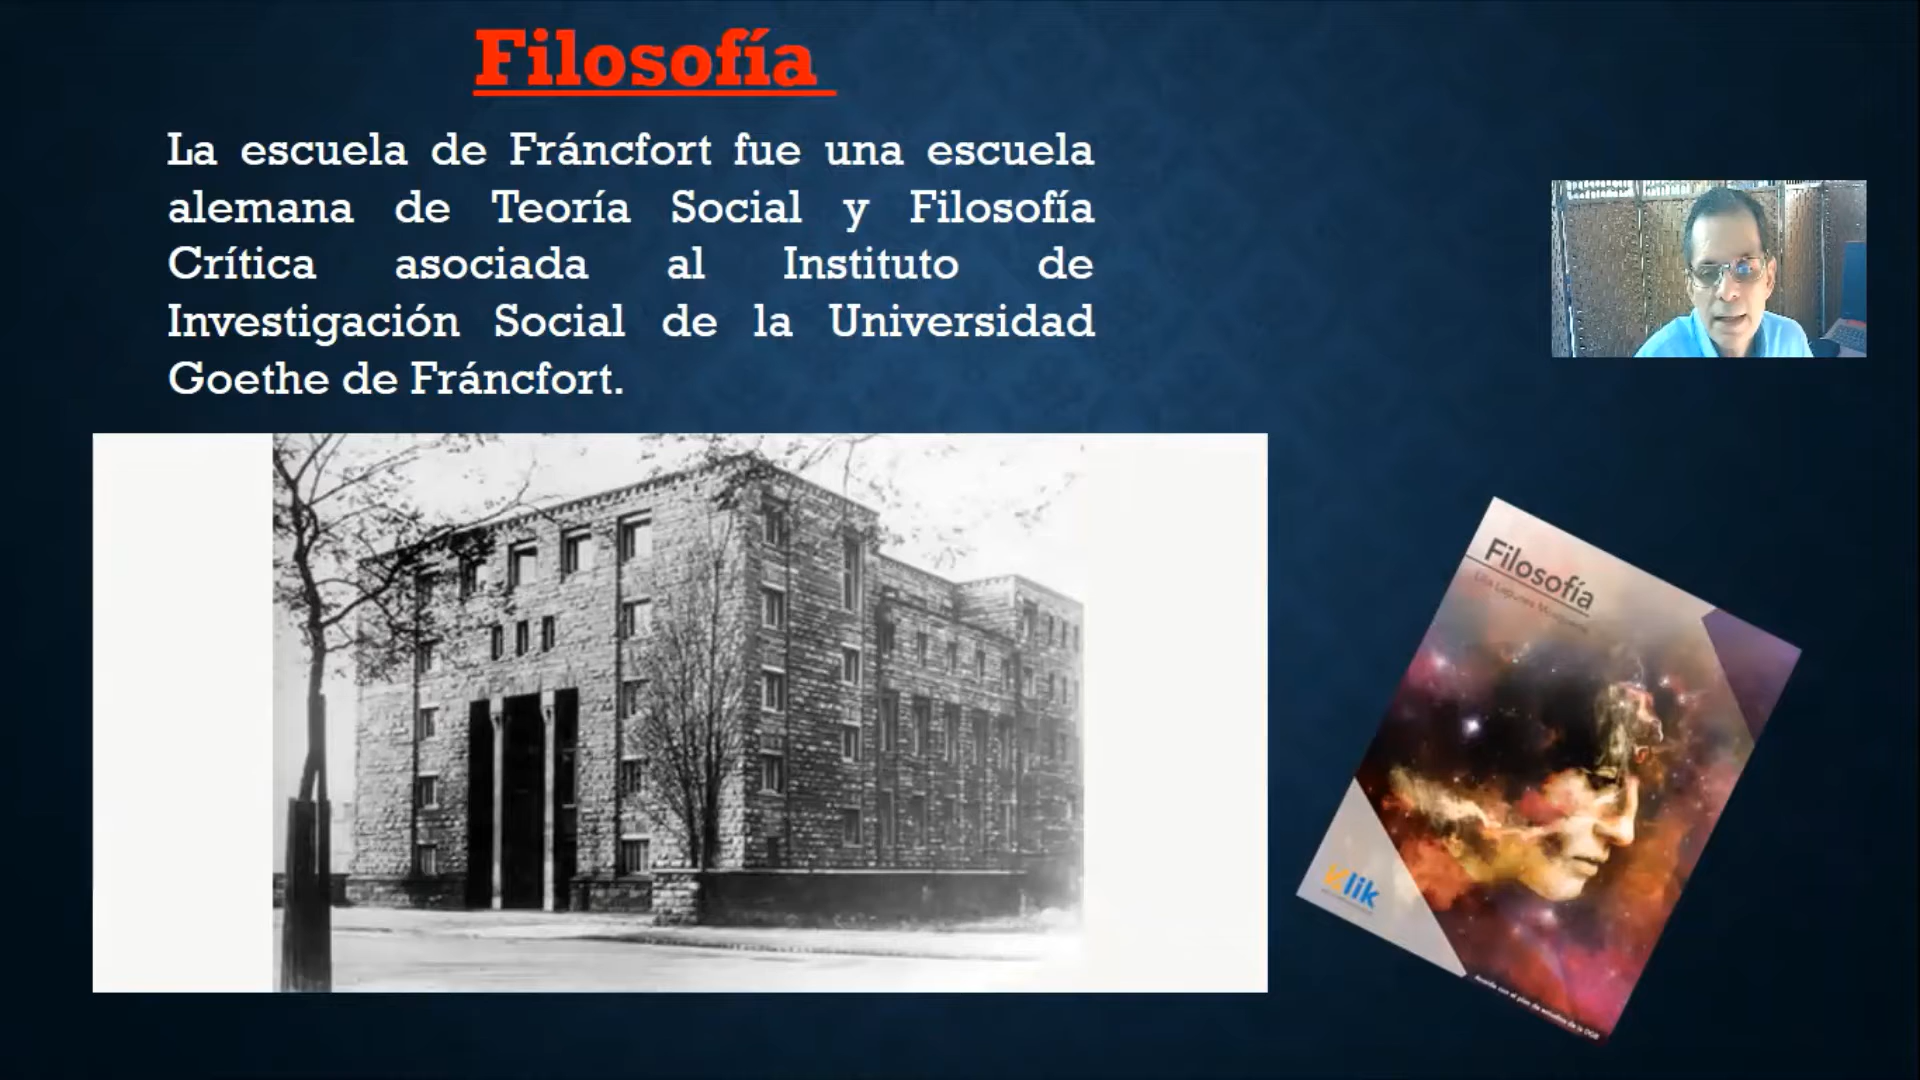 Filosofía
La escuela de Fráncfort fue una escuela
alemana de Teoría Social y Filosofía
Crítica asociada al Instituto de
Investigación Social de la Universidad
Goethe de Fráncfort.
Filosofía
klik